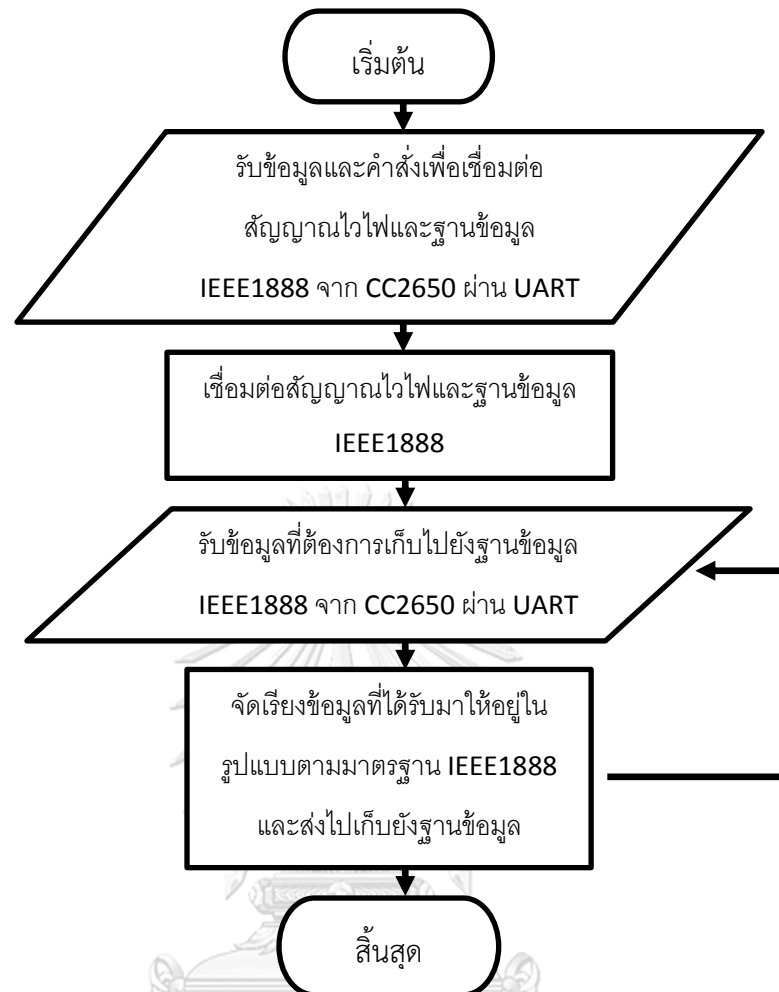 เริ่มต้น
รับข้อมูลและคำสั่งเพื่อเชื่อมต่อ
สัญญาณไวไฟและฐานข้อมูล
IEEE1888 จาก CC2650 ผ่าน UART
เชื่อมต่อสัญญาณไวไฟและฐานข้อมูล
IEEE1888
รับข้อมูลที่ต้องการเก็บไปยังฐานข้อมูล
IEEE1888 จาก CC2650 ผ่าน UART
จัดเรียงข้อมูลที่ได้รับมาให้อยู่ใน
รูปแบบตามมาตรฐาน IEEE1888
และส่งไปเก็บยังฐานข้อมูล
สิ้นสุด